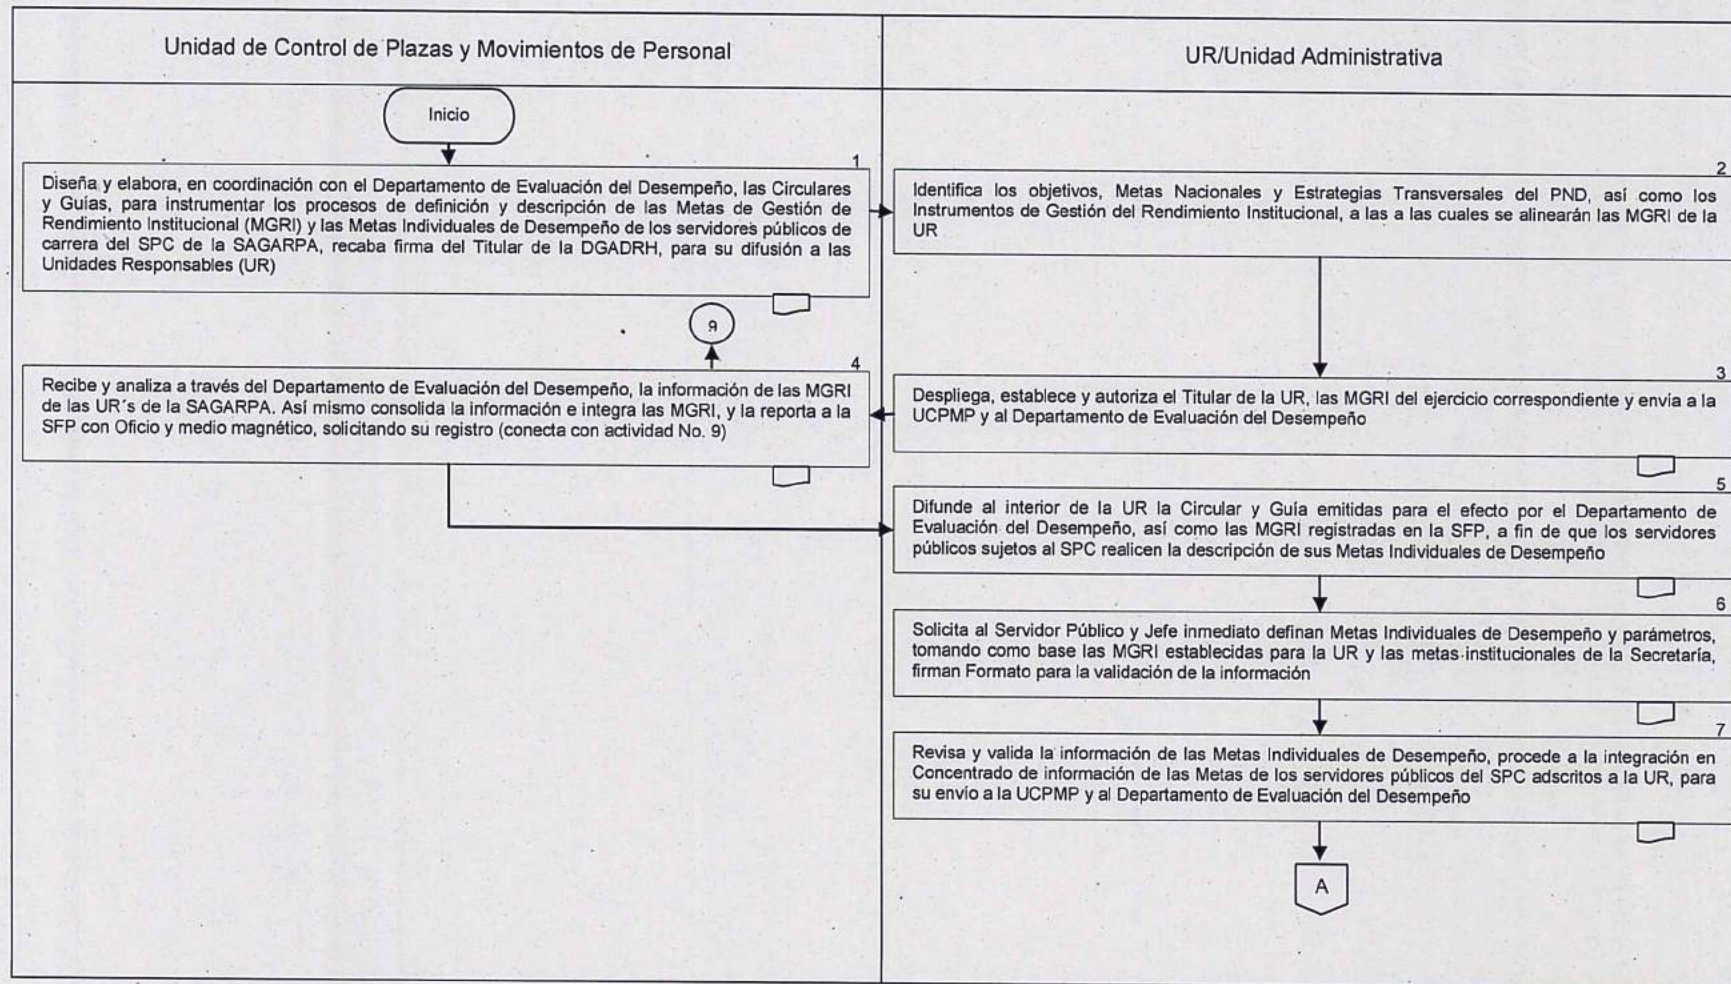 Unidad de Control de Plazas y Movimientos de Personal
UR/Unidad Administrativa
Inicio
1
Diseña y elabora, en coordinación con el Departamento de Evaluación del Desempeño, las Circulares
y Guías, para instrumentar los procesos de definición y descripción de las Metas de Gestión de
Rendimiento Institucional (MGRI) y las Metas Individuales de Desempeño de los servidores públicos de
carrera del SPC de la SAGARPA, recaba firma del Titular de la DGADRH, para su difusión a las
Unidades Responsables (UR)
2
Identifica los objetivos, Metas Nacionales y Estrategias Transversales del PND, así como los
Instrumentos de Gestión del Rendimiento Institucional, a las a las cuales se alinearán las MGRI de la
UR
3
Despliega, establece y autoriza el Titular de la UR, las MGRI del ejercicio correspondiente y envía a la
UCPMP y al Departamento de Evaluación del Desempeño
9
4
Recibe y analiza a través del Departamento de Evaluación del Desempeño, la información de las MGRI
de las UR´s de la SAGARPA. Así mismo consolida la información e integra las MGRI, y la reporta a la
SFP con Oficio y medio magnético, solicitando su registro (conecta con actividad No. 9)
5
Difunde al interior de la UR la Circular y Guía emitidas para el efecto por el Departamento de
Evaluación del Desempeño, así como las MGRI registradas en la SFP, a fin de que los servidores
públicos sujetos al SPC realicen la descripción de sus Metas Individuales de Desempeño
6
Solicita al Servidor Público y Jefe inmediato definan Metas Individuales de Desempeño y parámetros,
tomando como base las MGRI establecidas para la UR y las metas institucionales de la Secretaría,
firman Formato para la validación de la información
7
Revisa y valida la información de las Metas Individuales de Desempeño, procede a la integración en
Concentrado de información de las Metas de los servidores públicos del SPC adscritos a la UR, para
su envío a la UCPMP y al Departamento de Evaluación del Desempeño
A